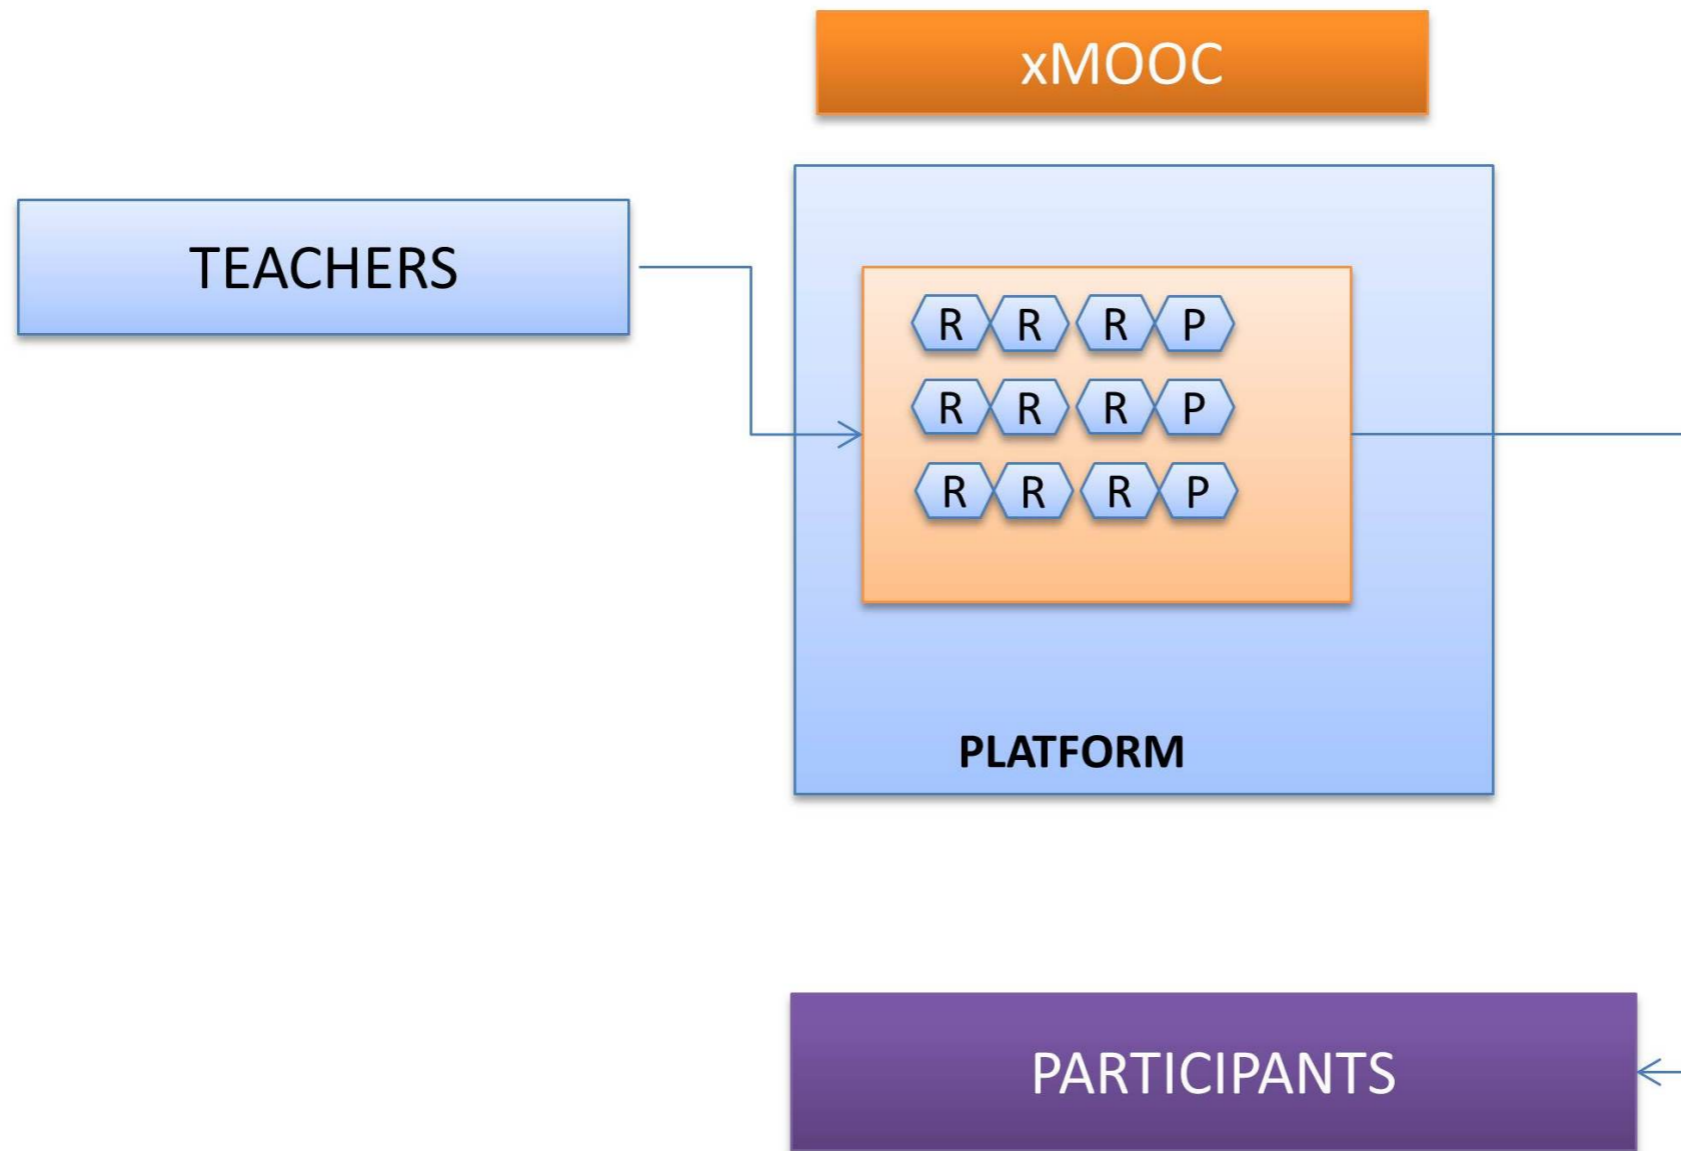 xMOOC
TEACHERS
R R R P
R R R P
R R R P
PLATFORM
PARTICIPANTS